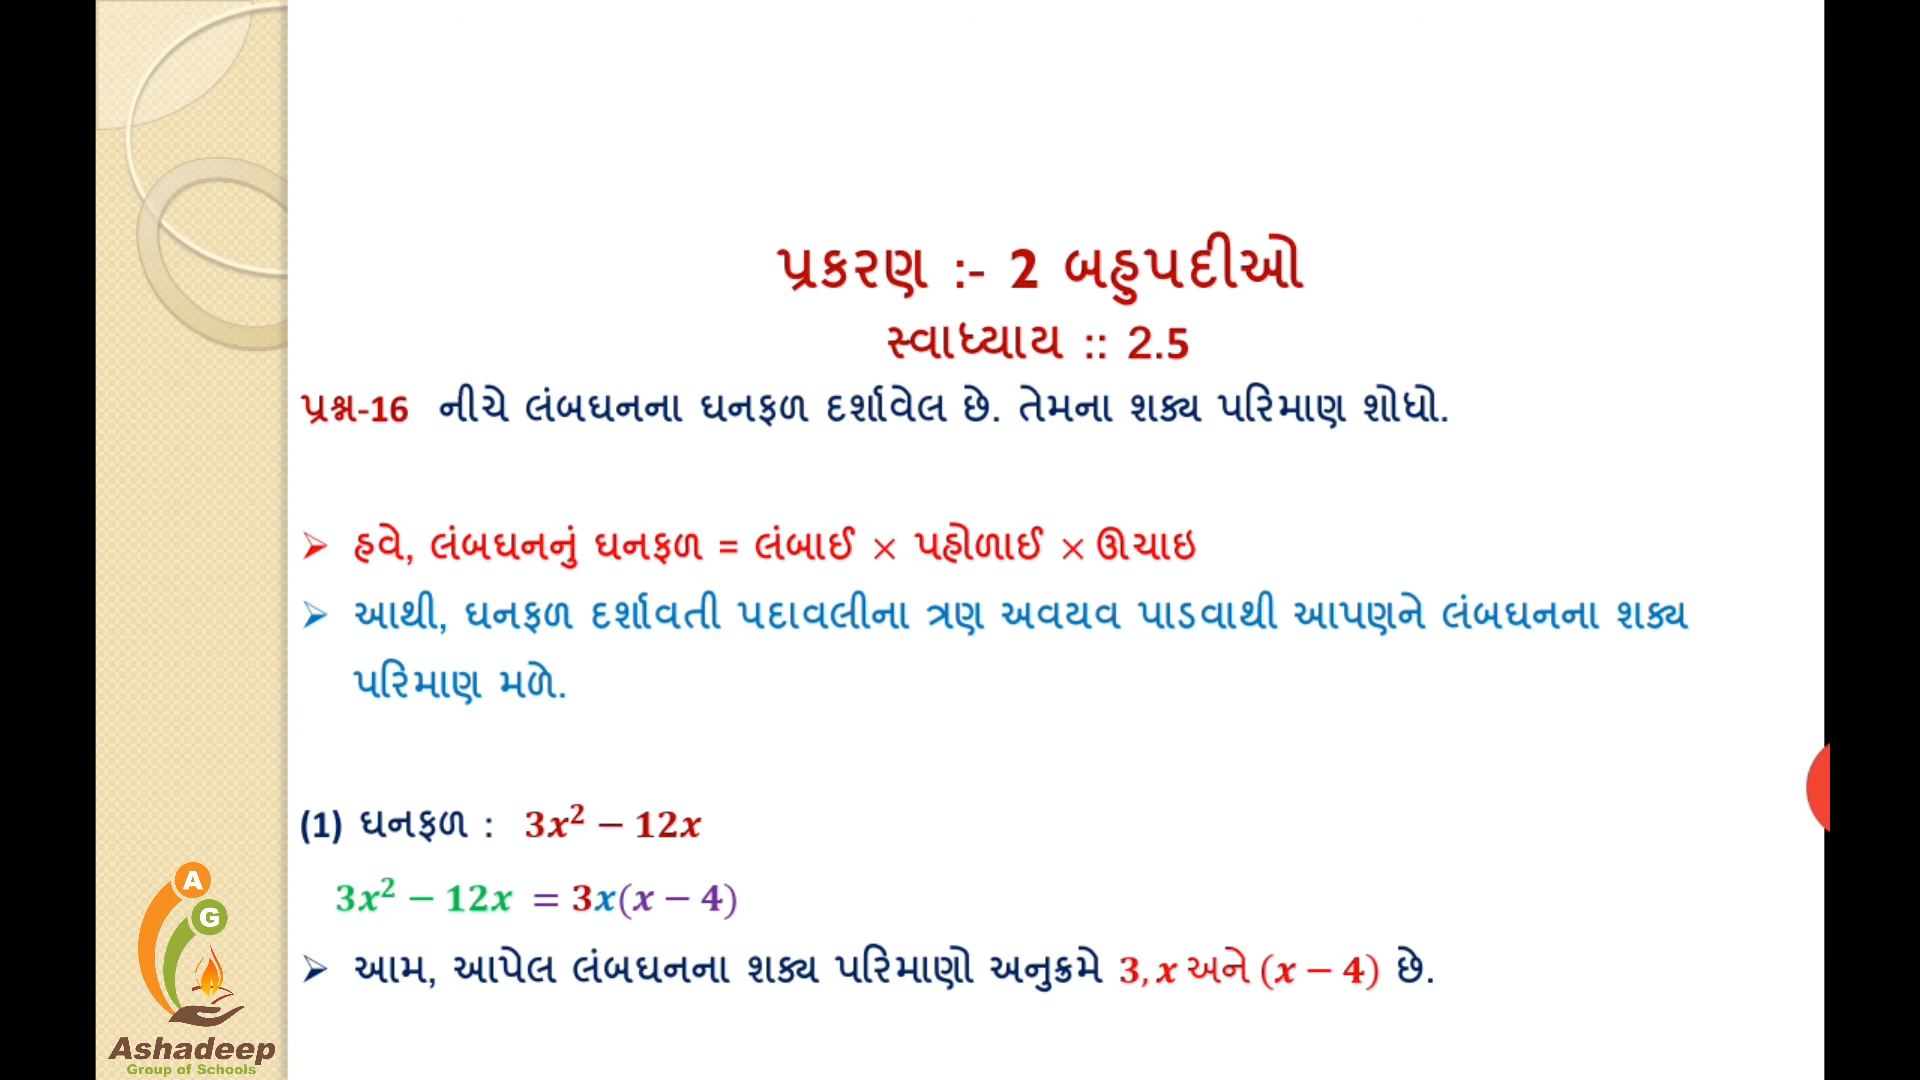 પ્રકરણ :- 2 બહુપદીઓ
સ્વાધ્યાય :: 2.5
પ્રશ્ન-16 નીચે લંબઘનના ઘનફળ દર્શાવેલ છે. તેમના શક્ય પરિમાણ શોધો.
➢ હવે, લંબઘનનું ઘનફળ = લંબાઈ × પહોળાઈ × ઊચાઇ
➢ આથી, ઘનફળ દર્શાવતી પદાવલીના ત્રણ અવયવ પાડવાથી આપણને લંબઘનના શક્ય
પરિમાણ મળે.
(1) ઘનફળ : 3x² − 12x
3x² − 12x = 3x(x − 4)
➢ આમ, આપેલ લંબઘનના શક્ય પરિમાણો અનુક્રમે 3, x અને (x − 4) છે.
A
G
Ashadeep
Group of Schools